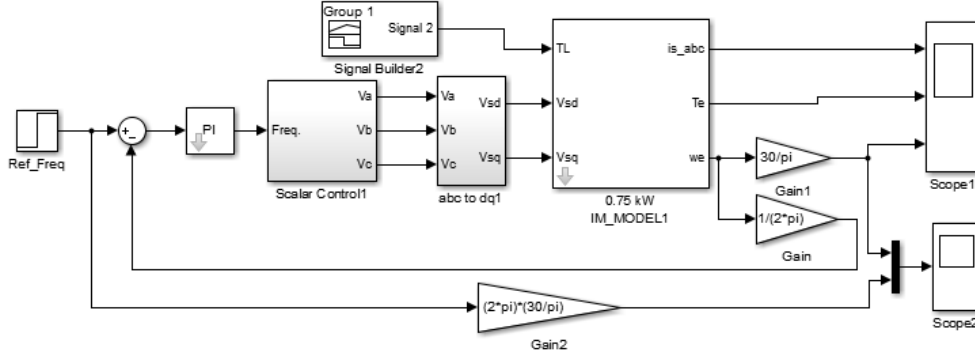 Group 1
Signal 2
Signal Builder2
TL
is_abc
Te
we
Vsd
Vsq
0.75 kW
IM_MODEL1
Ref_Freq
+
_
PI
Freq.
Va
Vb
Vc
Scalar Control1
Va
Vb
Vc
Vsd
Vsq
abc to dq1
30/pi
Gain1
1/(2*pi)
Gain
(2*pi)*(30/pi)
Gain2
Scope1
Scope2